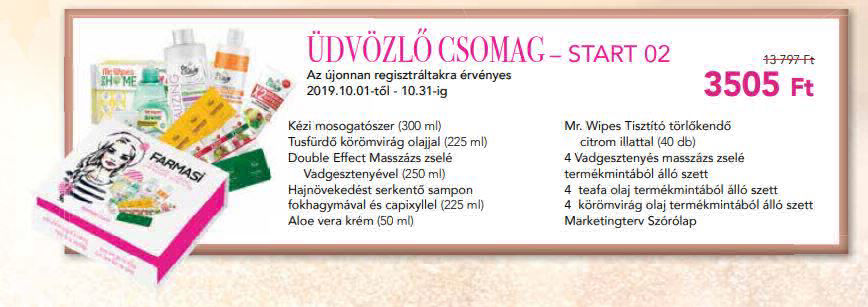 ÜDVÖZLŐ CSOMAG – START 02
Az újonnan regisztráltakra érvényes
2019.10.01-től - 10.31-ig
13 797 Ft
3505 Ft
Kézi mosogatószer (300 ml)
Tusfürdő körömvirág olajjal (225 ml)
Double Effect Masszázs zselé
Vadgesztenyével (250 ml)
Hajnövekedést serkentő sampon
fokhagymával és capixyllel (225 ml)
Aloe vera krém (50 ml)
Mr. Wipes Tisztító törlőkendő
citrom illattal (40 db)
4 Vadgesztenyés masszázs zselé
termékmintából álló szett
4 teafa olaj termékmintából álló szett
4 körömvirág olaj termékmintából álló szett
Marketingterv Szórólap
Mr. Wipes
HOME
FARMASİ